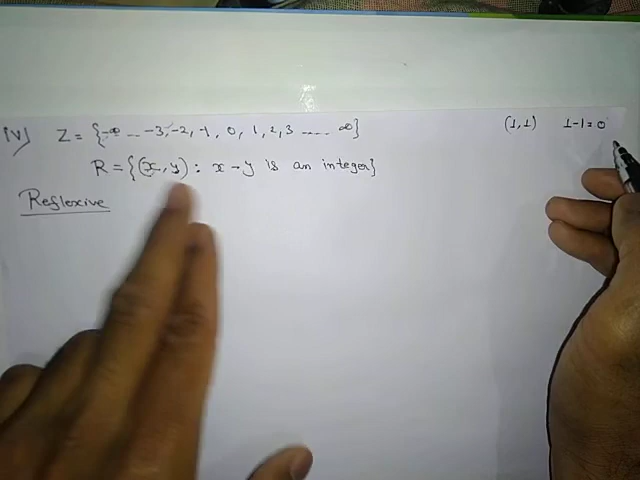 IV) Z = {-∞ ... -3, -2, -1, 0, 1, 2, 3 ..... ∞}
(1,1) 1-1=0
R = {(x,y) : x - y is an integer}
Reflexive